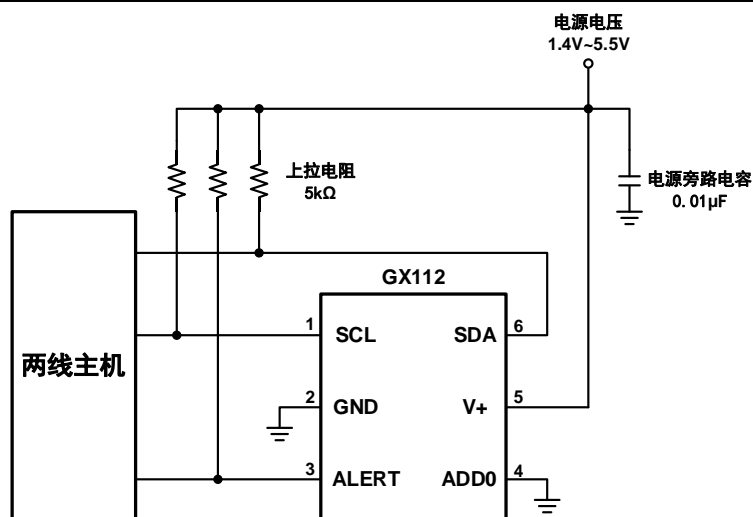 电源电压
1.4V~5.5V
上拉电阻
5kΩ
电源旁路电容
0.01μF
GX112
两线主机
1 SCL SDA 6
2 GND V+ 5
3 ALERT ADD0 4